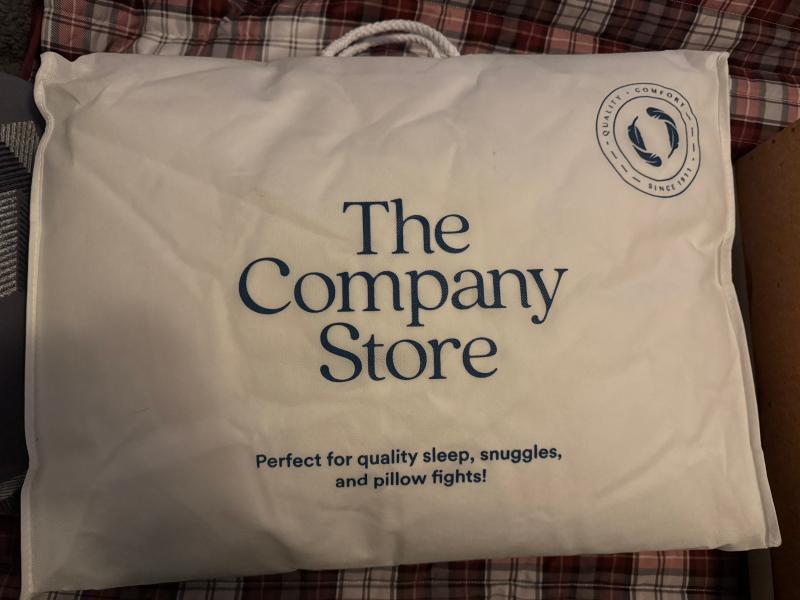 QUALITY · COMFORT
SINCE 1911
The
Company
Store
Perfect for quality sleep, snuggles,
and pillow fights!